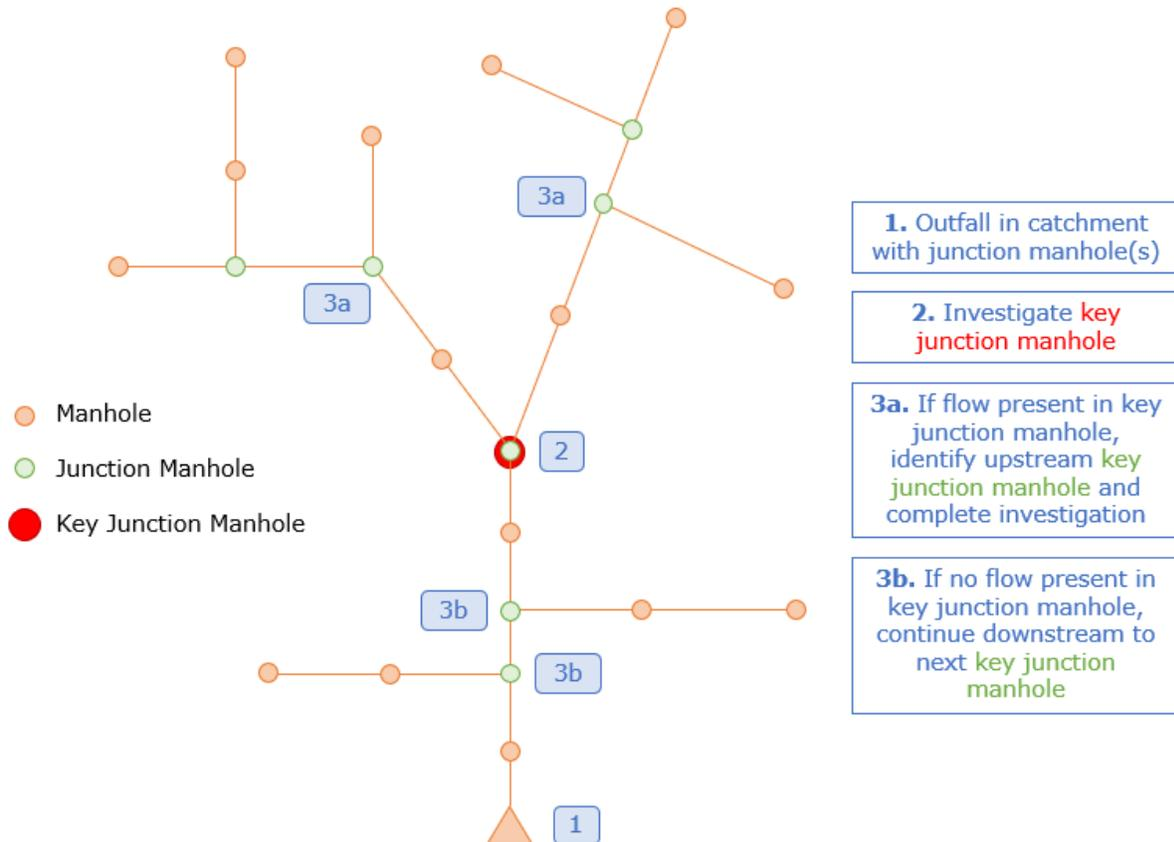 3a
1. Outfall in catchment
with junction manhole(s)
3a
2. Investigate key
junction manhole
3a. If flow present in key
junction manhole,
identify upstream key
junction manhole and
complete investigation
Manhole
Junction Manhole
Key Junction Manhole
2
3b. If no flow present in
key junction manhole,
continue downstream to
next key junction
manhole
3b
3b
1